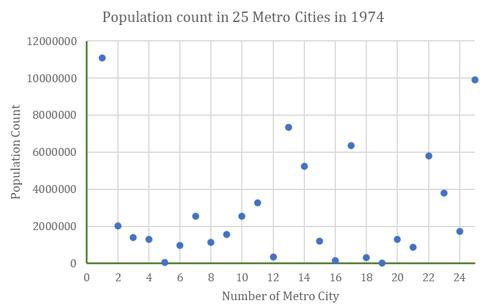 Population count in 25 Metro Cities in 1974
12000000
10000000
8000000
6000000
4000000
2000000
0
0 2 4 6 8 10 12 14 16 18 20 22 24
Population Count
Number of Metro City